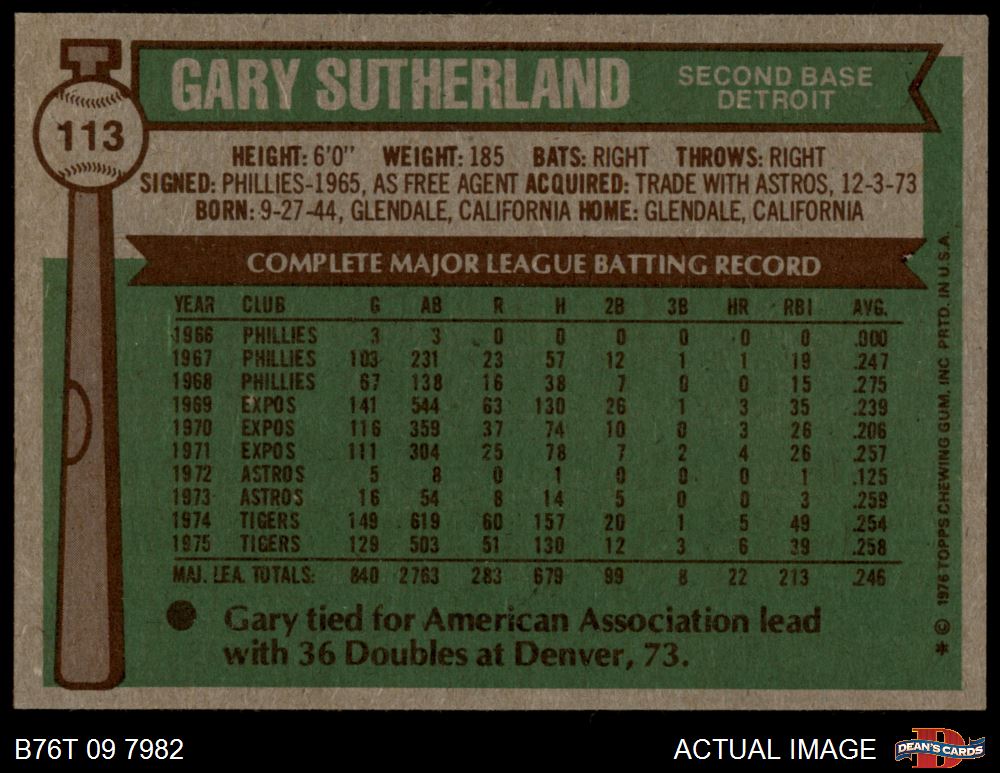 GARY SUTHERLAND
SECOND BASE
DETROIT
113
HEIGHT: 6'0" WEIGHT: 185 BATS: RIGHT THROWS: RIGHT
SIGNED: PHILLIES-1965, AS FREE AGENT ACQUIRED: TRADE WITH ASTROS, 12-3-73
BORN: 9-27-44, GLENDALE, CALIFORNIA HOME: GLENDALE, CALIFORNIA
COMPLETE MAJOR LEAGUE BATTING RECORD
YEAR CLUB G AB R H 2B 3B HR RBI AVG.
1966 PHILLIES 3 3 0 0 0 0 0 0 .000
1967 PHILLIES 103 231 23 57 12 1 1 19 .247
1968 PHILLIES 67 138 16 38 7 0 0 15 .275
1969 EXPOS 141 544 63 130 26 1 3 35 .239
1970 EXPOS 116 359 37 74 10 0 3 26 .206
1971 EXPOS 111 304 25 78 7 2 4 26 .257
1972 ASTROS 5 8 0 1 0 0 0 1 .125
1973 ASTROS 16 54 8 14 5 0 0 3 .259
1974 TIGERS 149 619 60 157 20 1 5 49 .254
1975 TIGERS 129 503 51 130 12 3 6 39 .258
MAJ. LEA. TOTALS: 840 2763 283 679 99 8 22 213 .246
● Gary tied for American Association lead
with 36 Doubles at Denver, 73.
* © 1976 TOPPS CHEWING GUM, INC. PRTD. IN U.S.A.
B76T 09 7982
ACTUAL IMAGE
DEAN'S CARDS